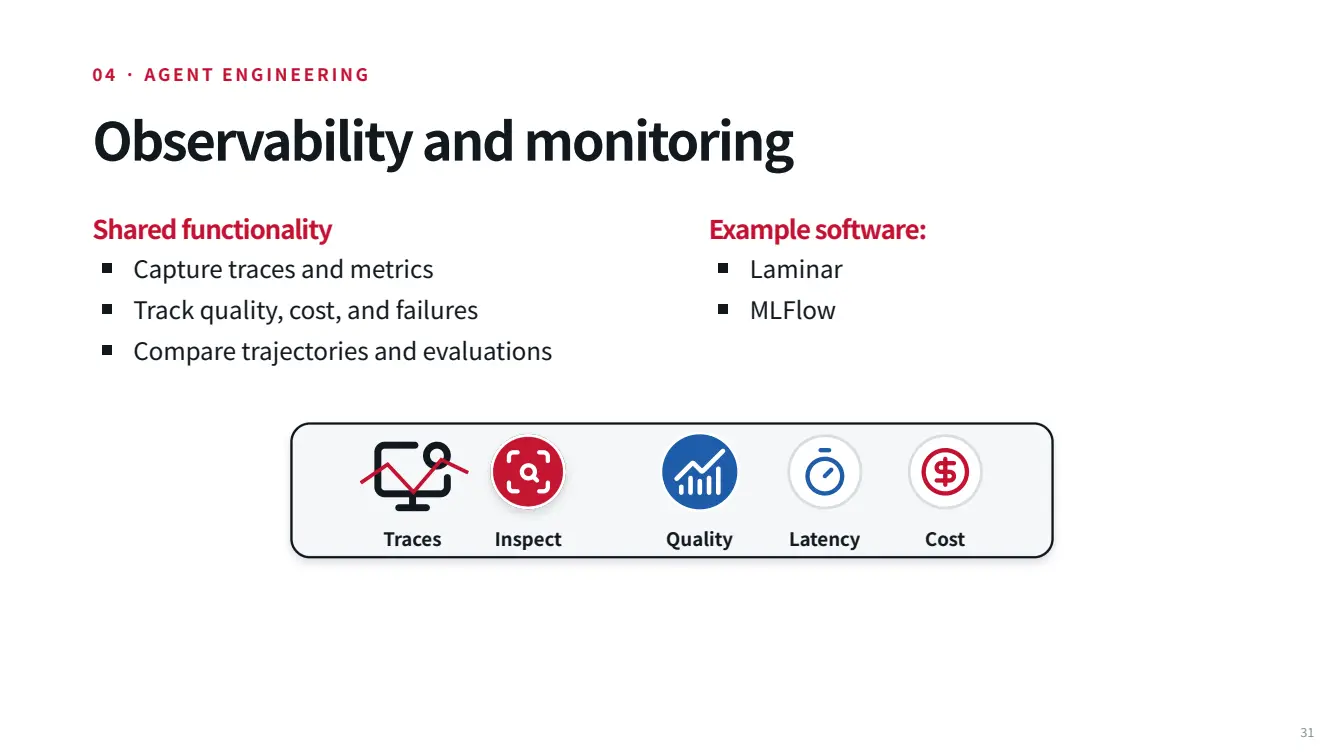 04 · AGENT ENGINEERING
Observability and monitoring
Shared functionality
Capture traces and metrics
Track quality, cost, and failures
Compare trajectories and evaluations
Example software:
Laminar
MLFlow
Traces
Inspect
Quality
Latency
Cost
31